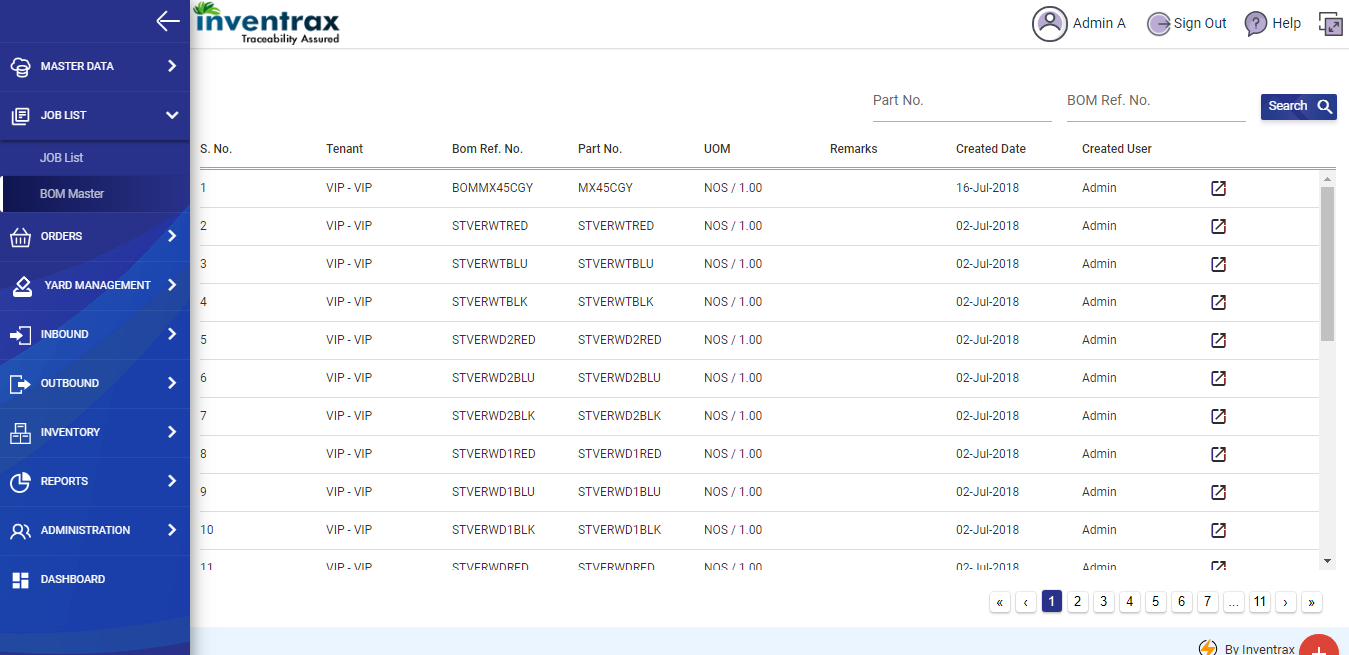 inventrax
Traceability Assured
Admin A
Sign Out
? Help
MASTER DATA
JOB LIST
JOB List
BOM Master
ORDERS
YARD MANAGEMENT
INBOUND
OUTBOUND
INVENTORY
REPORTS
ADMINISTRATION
DASHBOARD
Part No. BOM Ref. No. Search
S. No. Tenant Bom Ref. No. Part No. UOM Remarks Created Date Created User
1 VIP - VIP BOMMX45CGY MX45CGY NOS / 1.00 16-Jul-2018 Admin
2 VIP - VIP STVERWTRED STVERWTRED NOS / 1.00 02-Jul-2018 Admin
3 VIP - VIP STVERWTBLU STVERWTBLU NOS / 1.00 02-Jul-2018 Admin
4 VIP - VIP STVERWTBLK STVERWTBLK NOS / 1.00 02-Jul-2018 Admin
5 VIP - VIP STVERWD2RED STVERWD2RED NOS / 1.00 02-Jul-2018 Admin
6 VIP - VIP STVERWD2BLU STVERWD2BLU NOS / 1.00 02-Jul-2018 Admin
7 VIP - VIP STVERWD2BLK STVERWD2BLK NOS / 1.00 02-Jul-2018 Admin
8 VIP - VIP STVERWD1RED STVERWD1RED NOS / 1.00 02-Jul-2018 Admin
9 VIP - VIP STVERWD1BLU STVERWD1BLU NOS / 1.00 02-Jul-2018 Admin
10 VIP - VIP STVERWD1BLK STVERWD1BLK NOS / 1.00 02-Jul-2018 Admin
11 VIP - VIP STVERWDRED STVERWDRED NOS / 1.00 02-Jul-2018 Admin
« ‹ 1 2 3 4 5 6 7 ... 11 › »
By Inventrax +